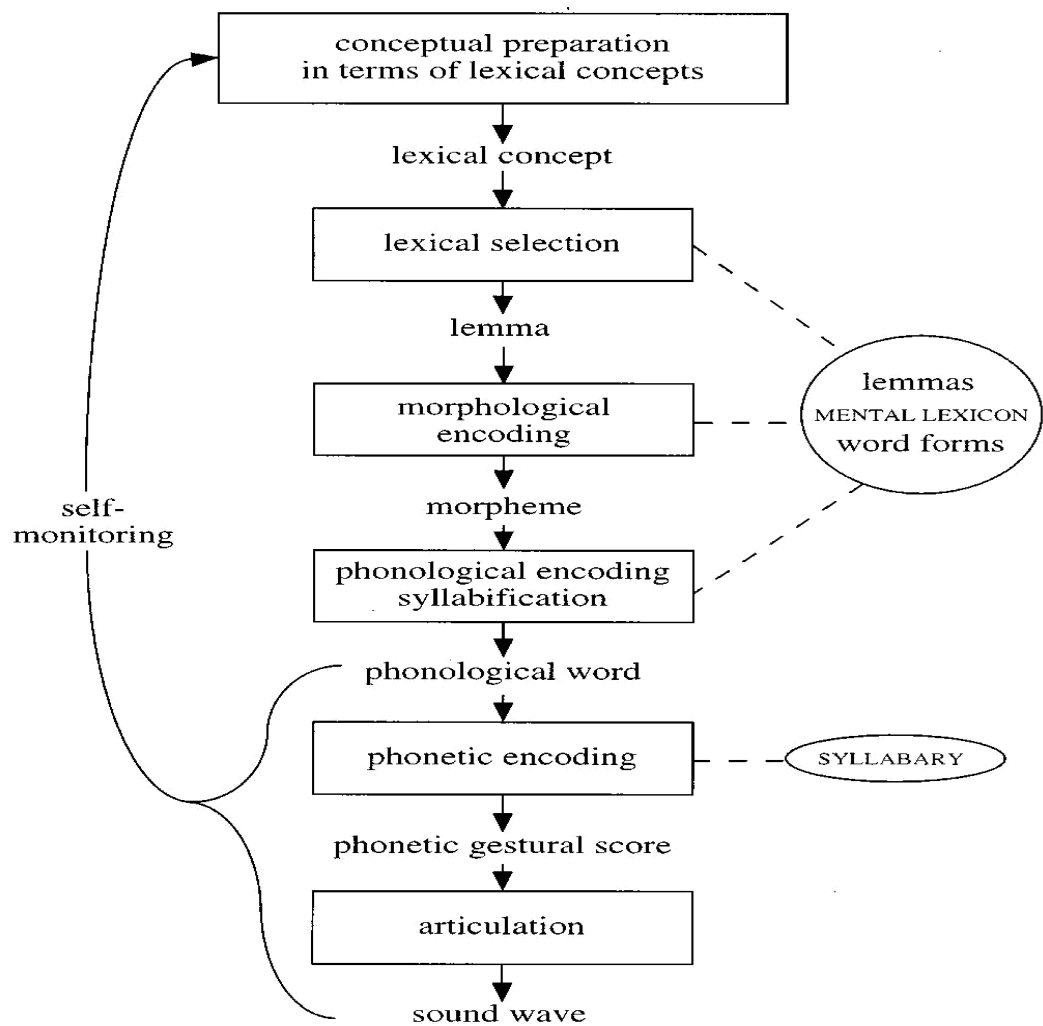 conceptual preparation
in terms of lexical concepts
lexical concept
lexical selection
lemma
lemmas
MENTAL LEXICON
word forms
morphological
encoding
morpheme
self-
monitoring
phonological encoding
syllabification
phonological word
phonetic encoding
SYLLABARY
phonetic gestural score
articulation
sound wave